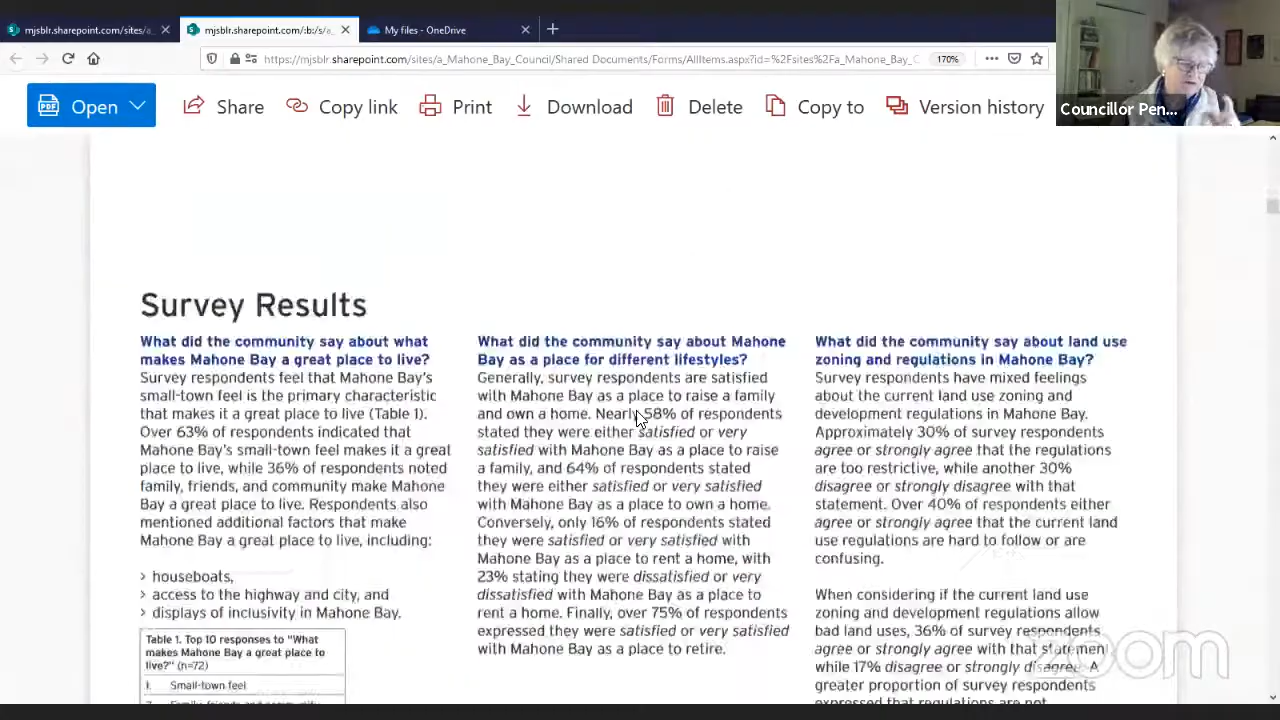 mjsblr.sharepoint.com/sites/a_
mjsblr.sharepoint.com/:b:/s/a_
My files - OneDrive
https://mjsblr.sharepoint.com/sites/a_Mahone_Bay_Council/Shared Documents/Forms/AllItems.aspx?id=%2Fsites%2Fa_Mahone_Bay_C
170%
PDF
Open
Share
Copy link
Print
Download
Delete
Copy to
Version history
Councillor Pen...
Survey Results
What did the community say about what
makes Mahone Bay a great place to live?
Survey respondents feel that Mahone Bay's
small-town feel is the primary characteristic
that makes it a great place to live (Table 1).
Over 63% of respondents indicated that
Mahone Bay's small-town feel makes it a great
place to live, while 36% of respondents noted
family, friends, and community make Mahone
Bay a great place to live. Respondents also
mentioned additional factors that make
Mahone Bay a great place to live, including:
> houseboats,
> access to the highway and city, and
> displays of inclusivity in Mahone Bay.
Table 1. Top 10 responses to "What
makes Mahone Bay a great place to
live?" (n=72)
1. Small-town feel
2. Family, friends and community
What did the community say about Mahone
Bay as a place for different lifestyles?
Generally, survey respondents are satisfied
with Mahone Bay as a place to raise a family
and own a home. Nearly 58% of respondents
stated they were either satisfied or very
satisfied with Mahone Bay as a place to raise
a family, and 64% of respondents stated
they were either satisfied or very satisfied
with Mahone Bay as a place to own a home.
Conversely, only 16% of respondents stated
they were satisfied or very satisfied with
Mahone Bay as a place to rent a home, with
23% stating they were dissatisfied or very
dissatisfied with Mahone Bay as a place to
rent a home. Finally, over 75% of respondents
expressed they were satisfied or very satisfied
with Mahone Bay as a place to retire.
What did the community say about land use
zoning and regulations in Mahone Bay?
Survey respondents have mixed feelings
about the current land use zoning and
development regulations in Mahone Bay.
Approximately 30% of survey respondents
agree or strongly agree that the regulations
are too restrictive, while another 30%
disagree or strongly disagree with that
statement. Over 40% of respondents either
agree or strongly agree that the current land
use regulations are hard to follow or are
confusing.
When considering if the current land use
zoning and development regulations allow
bad land uses, 36% of survey respondents
agree or strongly agree with that statemen
while 17% disagree or strongly disagree. A
greater proportion of survey respondents
expressed that regulations are not
zoom